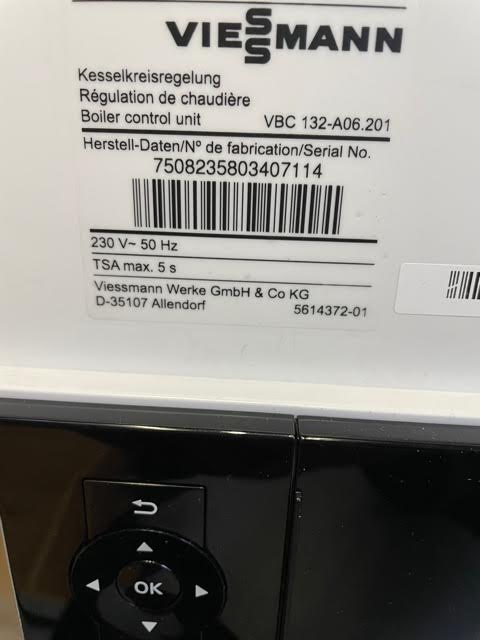 VIESSMANN
Kesselkreisregelung
Régulation de chaudière
Boiler control unit VBC 132-A06.201
Herstell-Daten/Nº de fabrication/Serial No.
7508235803407114
230 V~ 50 Hz
TSA max. 5 s
Viessmann Werke GmbH & Co KG
D-35107 Allendorf 5614372-01
OK